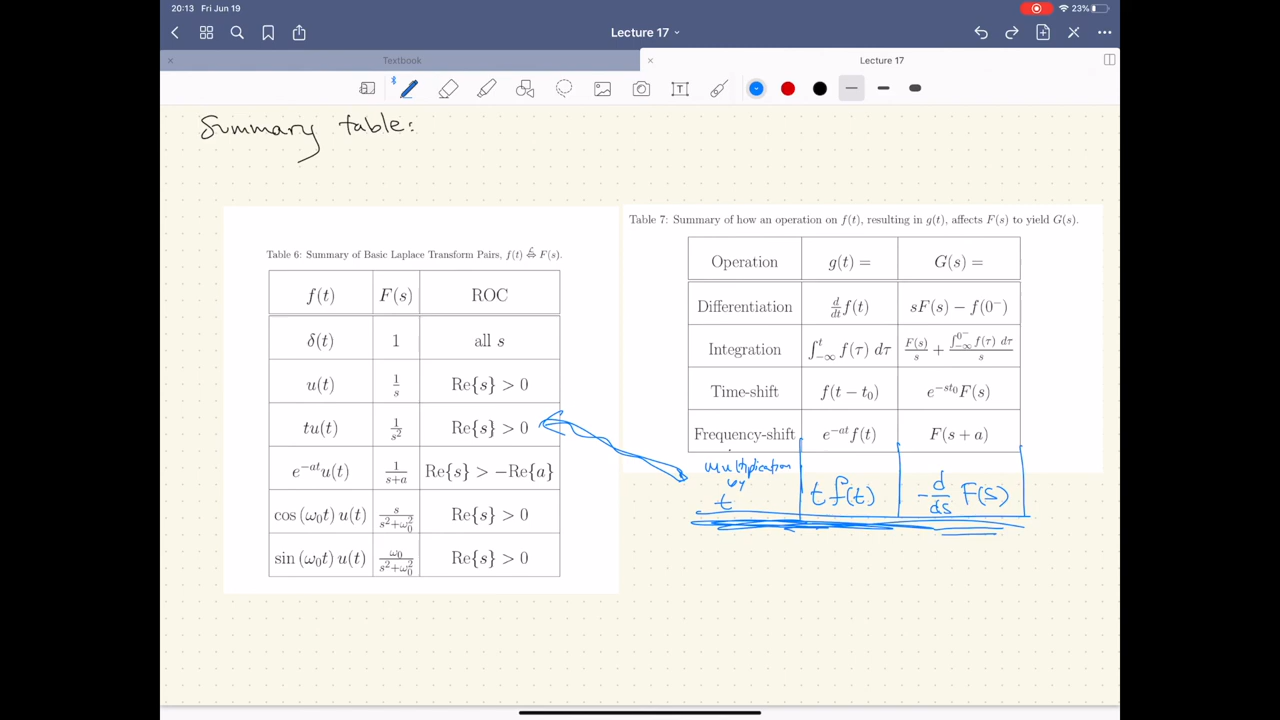 20:13 Fri Jun 19
23%
Lecture 17
Textbook
Lecture 17
T
Summary table:
Table 6: Summary of Basic Laplace Transform Pairs, f(t) ⇔ F(s).
f(t) F(s) ROC
δ(t) 1 all s
u(t) 1/s Re{s} > 0
tu(t) 1/s² Re{s} > 0
e^{-at}u(t) 1/(s+a) Re{s} > −Re{a}
cos (ω₀t) u(t) s/(s²+ω₀²) Re{s} > 0
sin (ω₀t) u(t) ω₀/(s²+ω₀²) Re{s} > 0
Table 7: Summary of how an operation on f(t), resulting in g(t), affects F(s) to yield G(s).
Operation g(t) = G(s) =
Differentiation d/dt f(t) sF(s) − f(0⁻)
Integration ∫_{-∞}^{t} f(τ) dτ F(s)/s + ∫_{-∞}^{0⁻} f(τ) dτ/s
Time-shift f(t − t₀) e^{-st₀}F(s)
Frequency-shift e^{-at}f(t) F(s + a)
multiplication
by
t t f(t) -d/ds F(s)